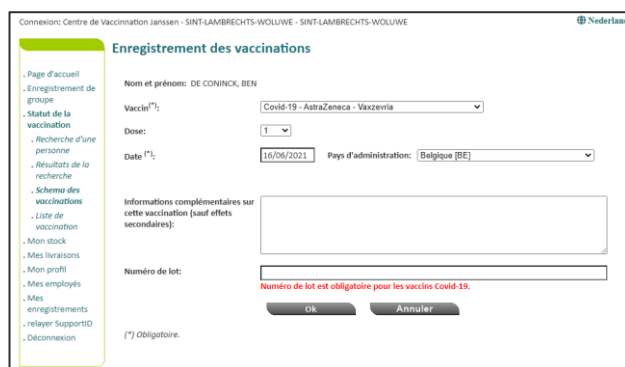 Connexion: Centre de Vaccinnation Janssen - SINT-LAMBRECHTS-WOLUWE - SINT-LAMBRECHTS-WOLUWE
Nederlan
Enregistrement des vaccinations
Page d'accueil
Enregistrement de
groupe
Statut de la
vaccination
Recherche d'une
personne
Résultats de la
recherche
Schema des
vaccinations
Liste de
vaccination
Mon stock
Mes livraisons
Mon profil
Mes employés
Mes
enregistrements
relayer SupportID
Déconnexion
Nom et prénom: DE CONINCK, BEN
Vaccin(*): Covid-19 - AstraZeneca - Vaxzevria
Dose: 1
Date (*): 16/06/2021 Pays d'administration: Belgique [BE]
Informations complémentaires sur
cette vaccination (sauf effets
secondaires):
Numéro de lot:
Numéro de lot est obligatoire pour les vaccins Covid-19.
Ok Annuler
(*) Obligatoire.